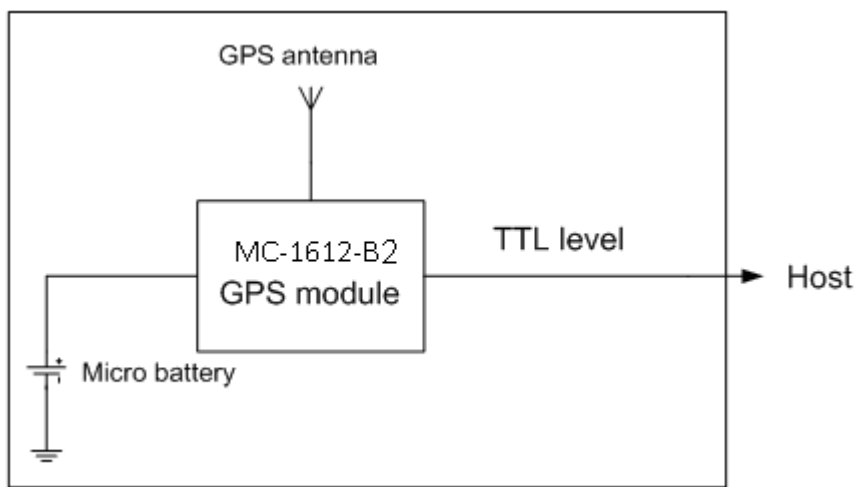 GPS antenna
MC-1612-B2
GPS module
TTL level
Host
Micro battery